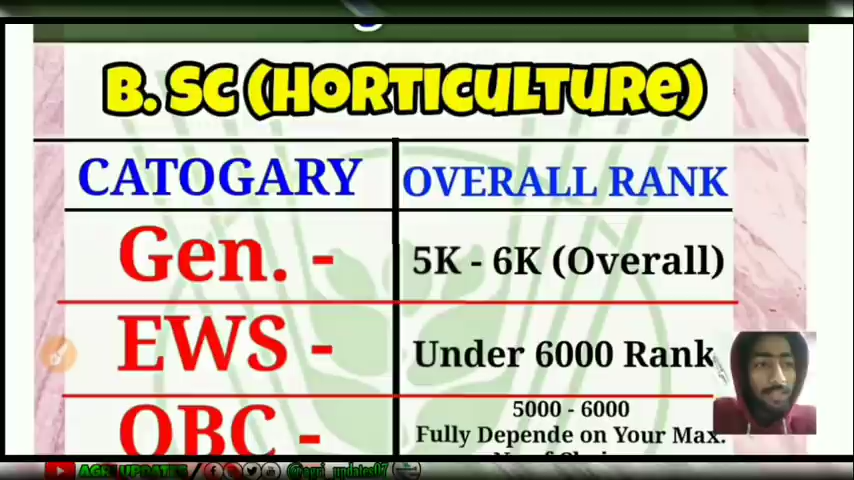 B. SC (HORTICULTURE)
CATOGARY OVERALL RANK
Gen. - 5K - 6K (Overall)
EWS - Under 6000 Rank
OBC - 5000 - 6000
Fully Depende on Your Max.
AGRI UPDATES / @agri_updates07